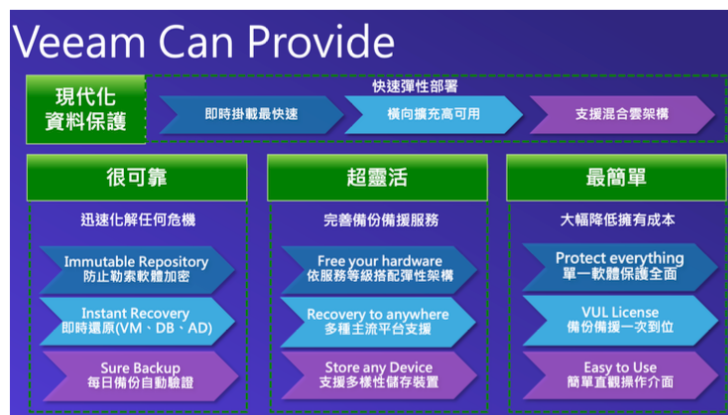 Veeam Can Provide
現代化
資料保護
快速彈性部署
即時掛載最快速
橫向擴充高可用
支援混合雲架構
很可靠
迅速化解任何危機
Immutable Repository
防止勒索軟體加密
Instant Recovery
即時還原(VM、DB、AD)
Sure Backup
每日備份自動驗證
超靈活
完善備份備援服務
Free your hardware
依服務等級搭配彈性架構
Recovery to anywhere
多種主流平台支援
Store any Device
支援多樣性儲存裝置
最簡單
大幅降低擁有成本
Protect everything
單一軟體保護全面
VUL License
備份備援一次到位
Easy to Use
簡單直觀操作介面